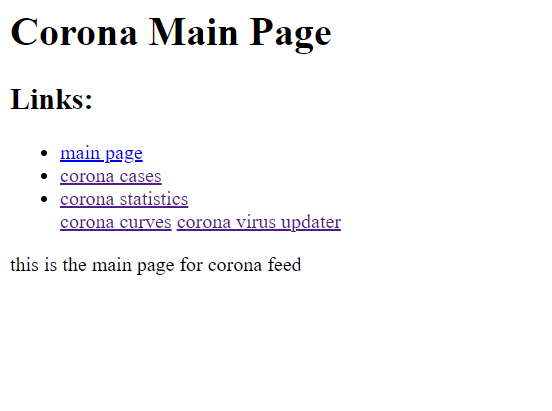 Corona Main Page
Links:
main page
corona cases
corona statistics
corona curves corona virus updater
this is the main page for corona feed